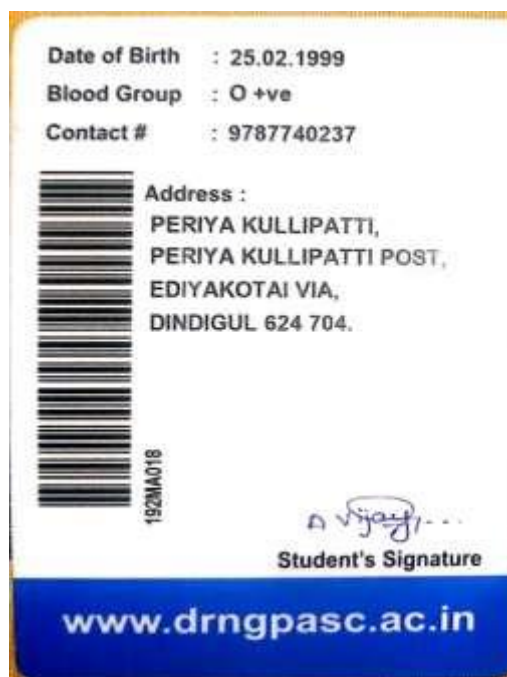 Date of Birth : 25.02.1999
Blood Group : O +ve
Contact # : 9787740237
Address :
PERIYA KULLIPATTI,
PERIYA KULLIPATTI POST,
EDIYAKOTAI VIA,
DINDIGUL 624 704.
192MA018
A Vijay,...
Student's Signature
www.drngpasc.ac.in